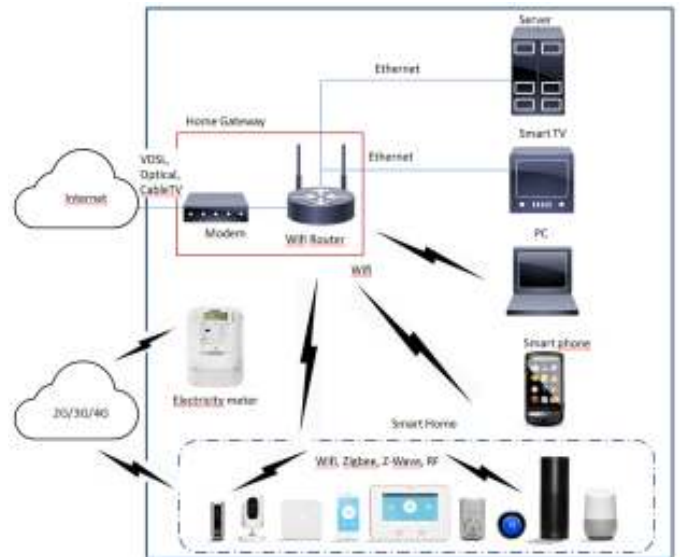 Server
Ethernet
Home Gateway
Smart TV
VDSL,
Optical,
CableTV
Ethernet
Internet
Modem
Wifi Router
PC
Wifi
Smart phone
Electricity meter
2G/3G/4G
Smart Home
Wifi, Zigbee, Z-Wave, RF